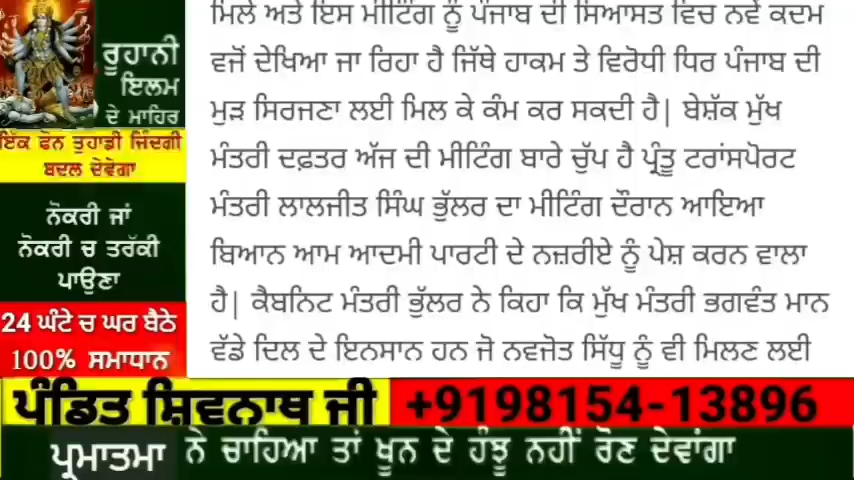 ਰੂਹਾਨੀ
ਇਲਮ
ਦੇ ਮਾਹਿਰ
ਇੱਕ ਫੋਨ ਤੁਹਾਡੀ ਜਿੰਦਗੀ
ਬਦਲ ਦੇਵੇਗਾ
ਨੋਕਰੀ ਜਾਂ
ਨੋਕਰੀ ਚ ਤਰੱਕੀ
ਪਾਉਣਾ
24 ਘੰਟੇ ਚ ਘਰ ਬੈਠੇ
100% ਸਮਾਧਾਨ
ਮਿਲੇ ਅਤੇ ਇਸ ਮੀਟਿੰਗ ਨੂੰ ਪੰਜਾਬ ਦੀ ਸਿਆਸਤ ਵਿਚ ਨਵੇਂ ਕਦਮ
ਵਜੋਂ ਦੇਖਿਆ ਜਾ ਰਿਹਾ ਹੈ ਜਿੱਥੇ ਹਾਕਮ ਤੇ ਵਿਰੋਧੀ ਧਿਰ ਪੰਜਾਬ ਦੀ
ਮੁੜ ਸਿਰਜਣਾ ਲਈ ਮਿਲ ਕੇ ਕੰਮ ਕਰ ਸਕਦੀ ਹੈ| ਬੇਸ਼ੱਕ ਮੁੱਖ
ਮੰਤਰੀ ਦਫ਼ਤਰ ਅੱਜ ਦੀ ਮੀਟਿੰਗ ਬਾਰੇ ਚੁੱਪ ਹੈ ਪ੍ਰੰਤੂ ਟਰਾਂਸਪੋਰਟ
ਮੰਤਰੀ ਲਾਲਜੀਤ ਸਿੰਘ ਭੁੱਲਰ ਦਾ ਮੀਟਿੰਗ ਦੌਰਾਨ ਆਇਆ
ਬਿਆਨ ਆਮ ਆਦਮੀ ਪਾਰਟੀ ਦੇ ਨਜ਼ਰੀਏ ਨੂੰ ਪੇਸ਼ ਕਰਨ ਵਾਲਾ
ਹੈ| ਕੈਬਨਿਟ ਮੰਤਰੀ ਭੁੱਲਰ ਨੇ ਕਿਹਾ ਕਿ ਮੁੱਖ ਮੰਤਰੀ ਭਗਵੰਤ ਮਾਨ
ਵੱਡੇ ਦਿਲ ਦੇ ਇਨਸਾਨ ਹਨ ਜੋ ਨਵਜੋਤ ਸਿੱਧੂ ਨੂੰ ਵੀ ਮਿਲਣ ਲਈ
ਪੰਡਿਤ ਸ਼ਿਵਨਾਥ ਜੀ +9198154-13896
ਪ੍ਰਮਾਤਮਾ ਨੇ ਚਾਹਿਆ ਤਾਂ ਖੂਨ ਦੇ ਹੰਝੂ ਨਹੀਂ ਰੋਣ ਦੇਵਾਂਗਾ